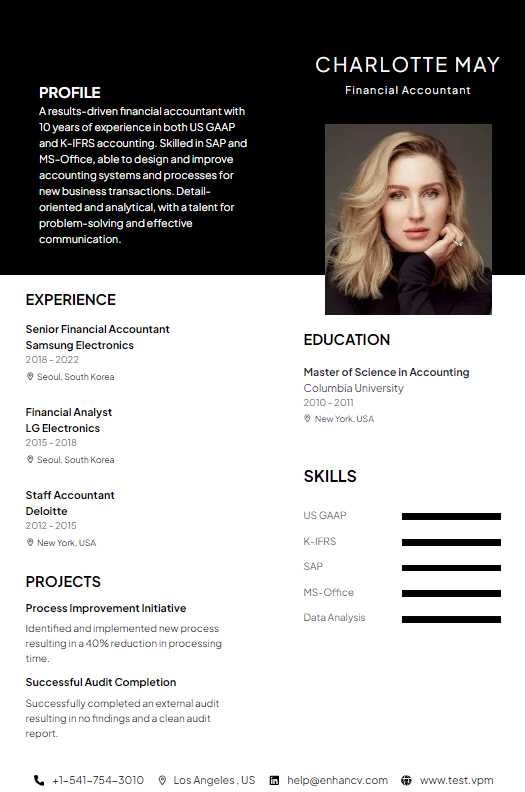 CHARLOTTE MAY
Financial Accountant
PROFILE
A results-driven financial accountant with
10 years of experience in both US GAAP
and K-IFRS accounting. Skilled in SAP and
MS-Office, able to design and improve
accounting systems and processes for
new business transactions. Detail-
oriented and analytical, with a talent for
problem-solving and effective
communication.
EXPERIENCE
Senior Financial Accountant
Samsung Electronics
2018 - 2022
Seoul, South Korea
Financial Analyst
LG Electronics
2015 - 2018
Seoul, South Korea
Staff Accountant
Deloitte
2012 - 2015
New York, USA
PROJECTS
Process Improvement Initiative
Identified and implemented new process
resulting in a 40% reduction in processing
time.
Successful Audit Completion
Successfully completed an external audit
resulting in no findings and a clean audit
report.
EDUCATION
Master of Science in Accounting
Columbia University
2010 - 2011
New York, USA
SKILLS
US GAAP
K-IFRS
SAP
MS-Office
Data Analysis
+1-541-754-3010 Los Angeles , US help@enhancv.com www.test.vpm